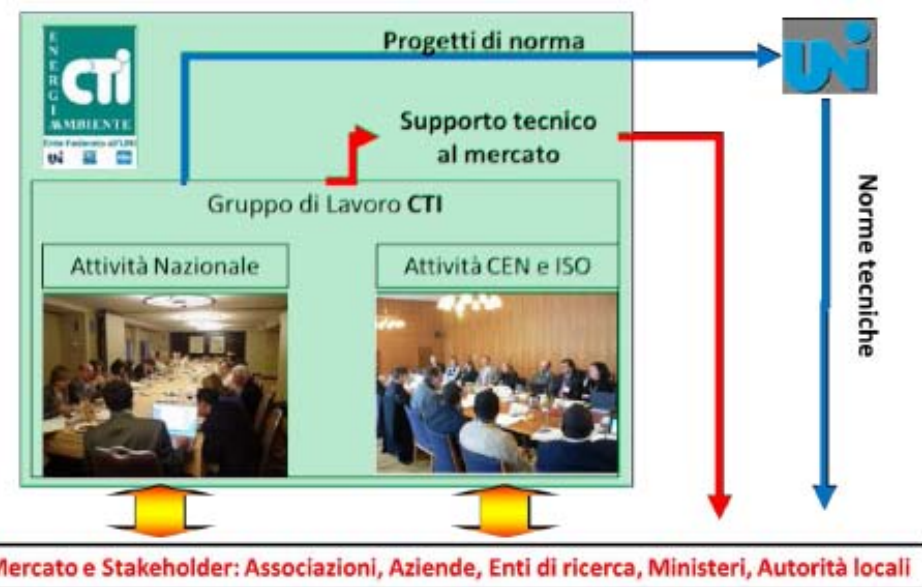 ENERGIA
CTi
AMBIENTE
Ente Federato all'UNI
UNi
Progetti di norma
UNi
Supporto tecnico
al mercato
Norme tecniche
Gruppo di Lavoro CTI
Attività Nazionale
Attività CEN e ISO
Mercato e Stakeholder: Associazioni, Aziende, Enti di ricerca, Ministeri, Autorità locali